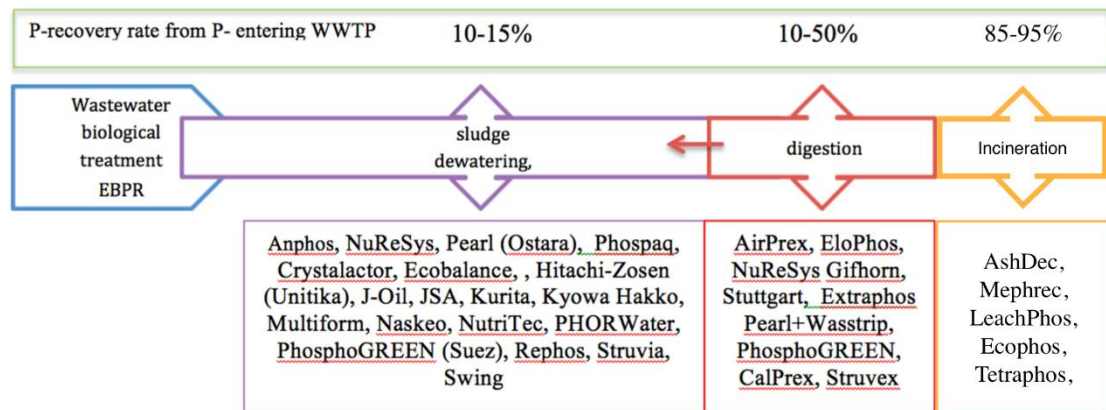 P-recovery rate from P- entering WWTP 10-15% 10-50% 85-95%
Wastewater
biological
treatment
EBPR
sludge
dewatering,
digestion
Incineration
Anphos, NuReSys, Pearl (Ostara), Phospaq,
Crystalactor, Ecobalance, , Hitachi-Zosen
(Unitika), J-Oil, JSA, Kurita, Kyowa Hakko,
Multiform, Naskeo, NutriTec, PHORWater,
PhosphoGREEN (Suez), Rephos, Struvia,
Swing
AirPrex, EloPhos,
NuReSys Gifhorn,
Stuttgart, Extraphos
Pearl+Wasstrip,
PhosphoGREEN,
CalPrex, Struvex
AshDec,
Mephrec,
LeachPhos,
Ecophos,
Tetraphos,